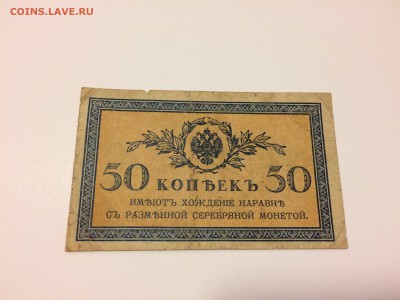 COINS.LAVE.RU
50 КОПѢЕКЪ 50
ИМѢЮТЪ ХОЖДЕНІЕ НАРАВНѢ
СЪ РАЗМѢННОЙ СЕРЕБРЯНОЙ МОНЕТОЙ.